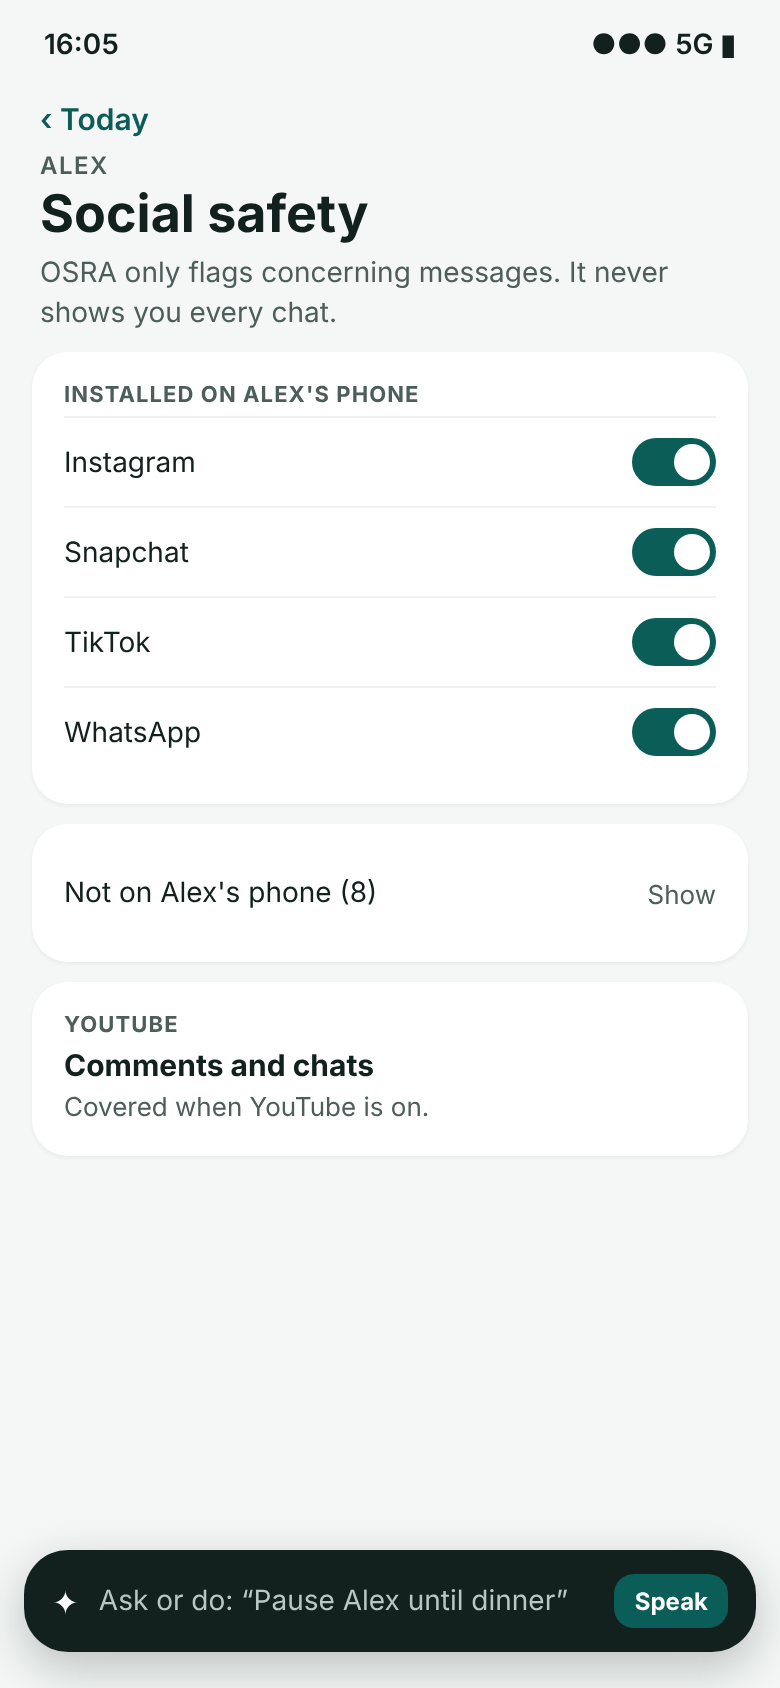 16:05
5G
‹ Today
ALEX
Social safety
OSRA only flags concerning messages. It never
shows you every chat.
INSTALLED ON ALEX'S PHONE
Instagram
Snapchat
TikTok
WhatsApp
Not on Alex's phone (8)
Show
YOUTUBE
Comments and chats
Covered when YouTube is on.
Ask or do: “Pause Alex until dinner”
Speak